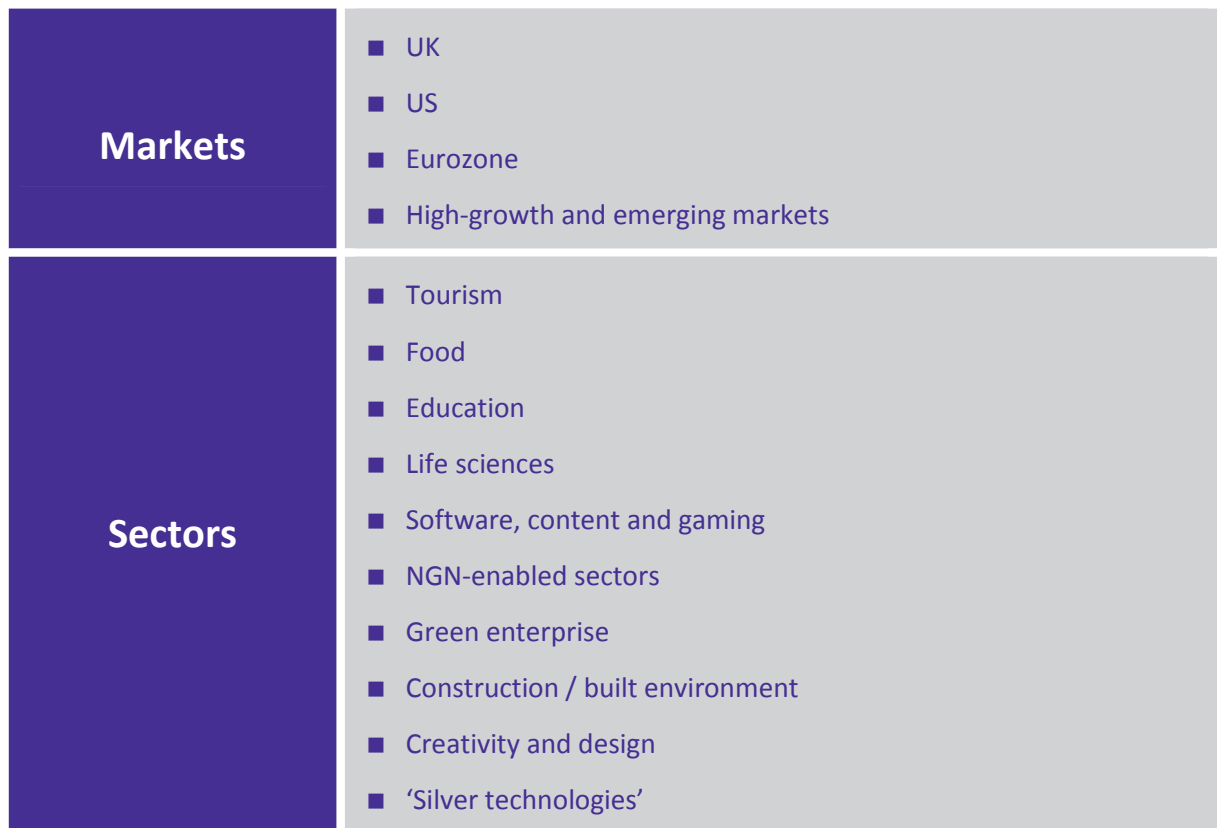 Markets
■ UK
■ US
■ Eurozone
■ High-growth and emerging markets
Sectors
■ Tourism
■ Food
■ Education
■ Life sciences
■ Software, content and gaming
■ NGN-enabled sectors
■ Green enterprise
■ Construction / built environment
■ Creativity and design
■ ‘Silver technologies’